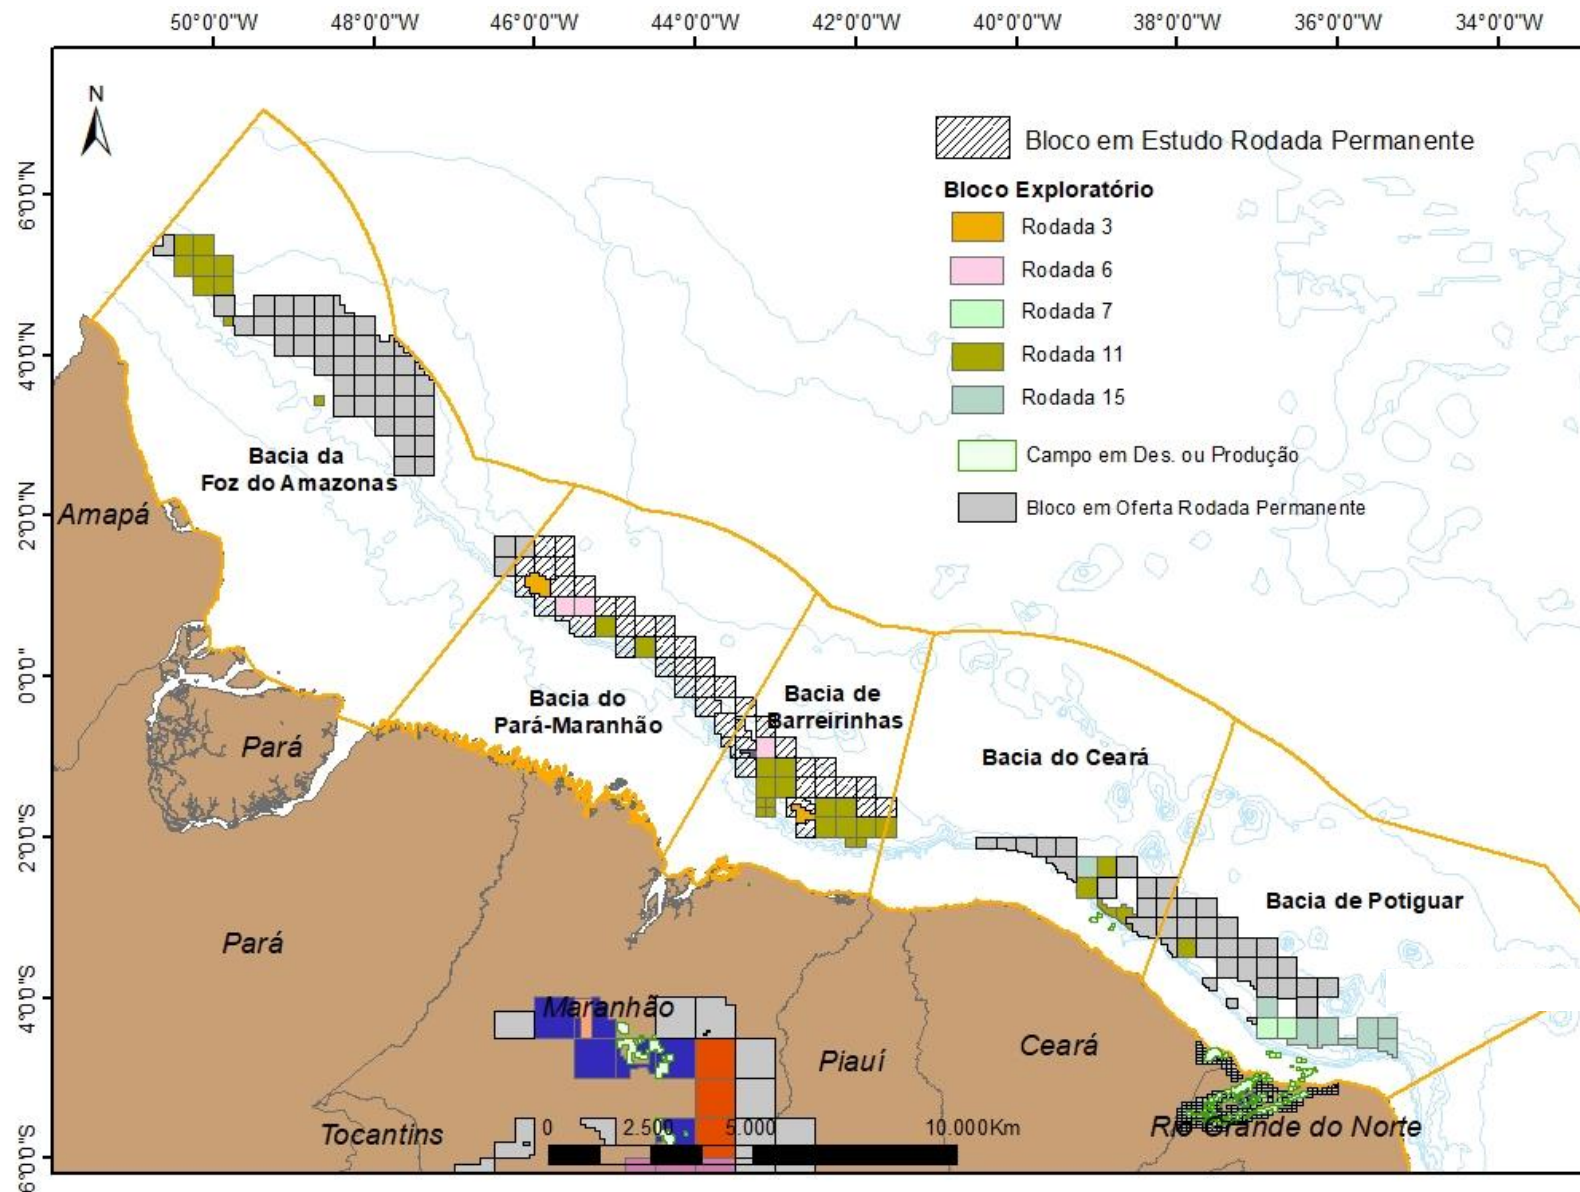 50°0'0"W 48°0'0"W 46°0'0"W 44°0'0"W 42°0'0"W 40°0'0"W 38°0'0"W 36°0'0"W 34°0'0"W
N
6°0'0"N
4°0'0"N
2°0'0"N
0°0'0"
2°0'0"S
4°0'0"S
6°0'0"S
Bloco em Estudo Rodada Permanente
Bloco Exploratório
Rodada 3
Rodada 6
Rodada 7
Rodada 11
Rodada 15
Campo em Des. ou Produção
Bloco em Oferta Rodada Permanente
Bacia da
Foz do Amazonas
Amapá
Bacia do
Pará-Maranhão
Bacia de
Barreirinhas
Bacia do Ceará
Bacia de Potiguar
Pará
Pará
Maranhão
Piauí
Ceará
Tocantins
Rio Grande do Norte
0 2.500 5.000 10.000Km